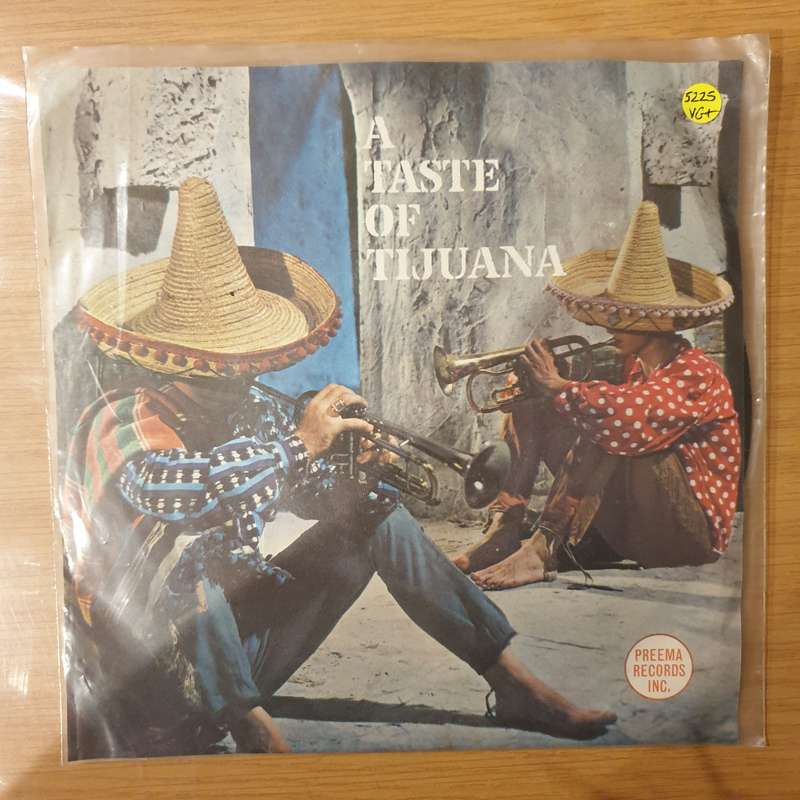 A
TASTE
OF
TIJUANA
5225
VG+
PREEMA
RECORDS
INC.